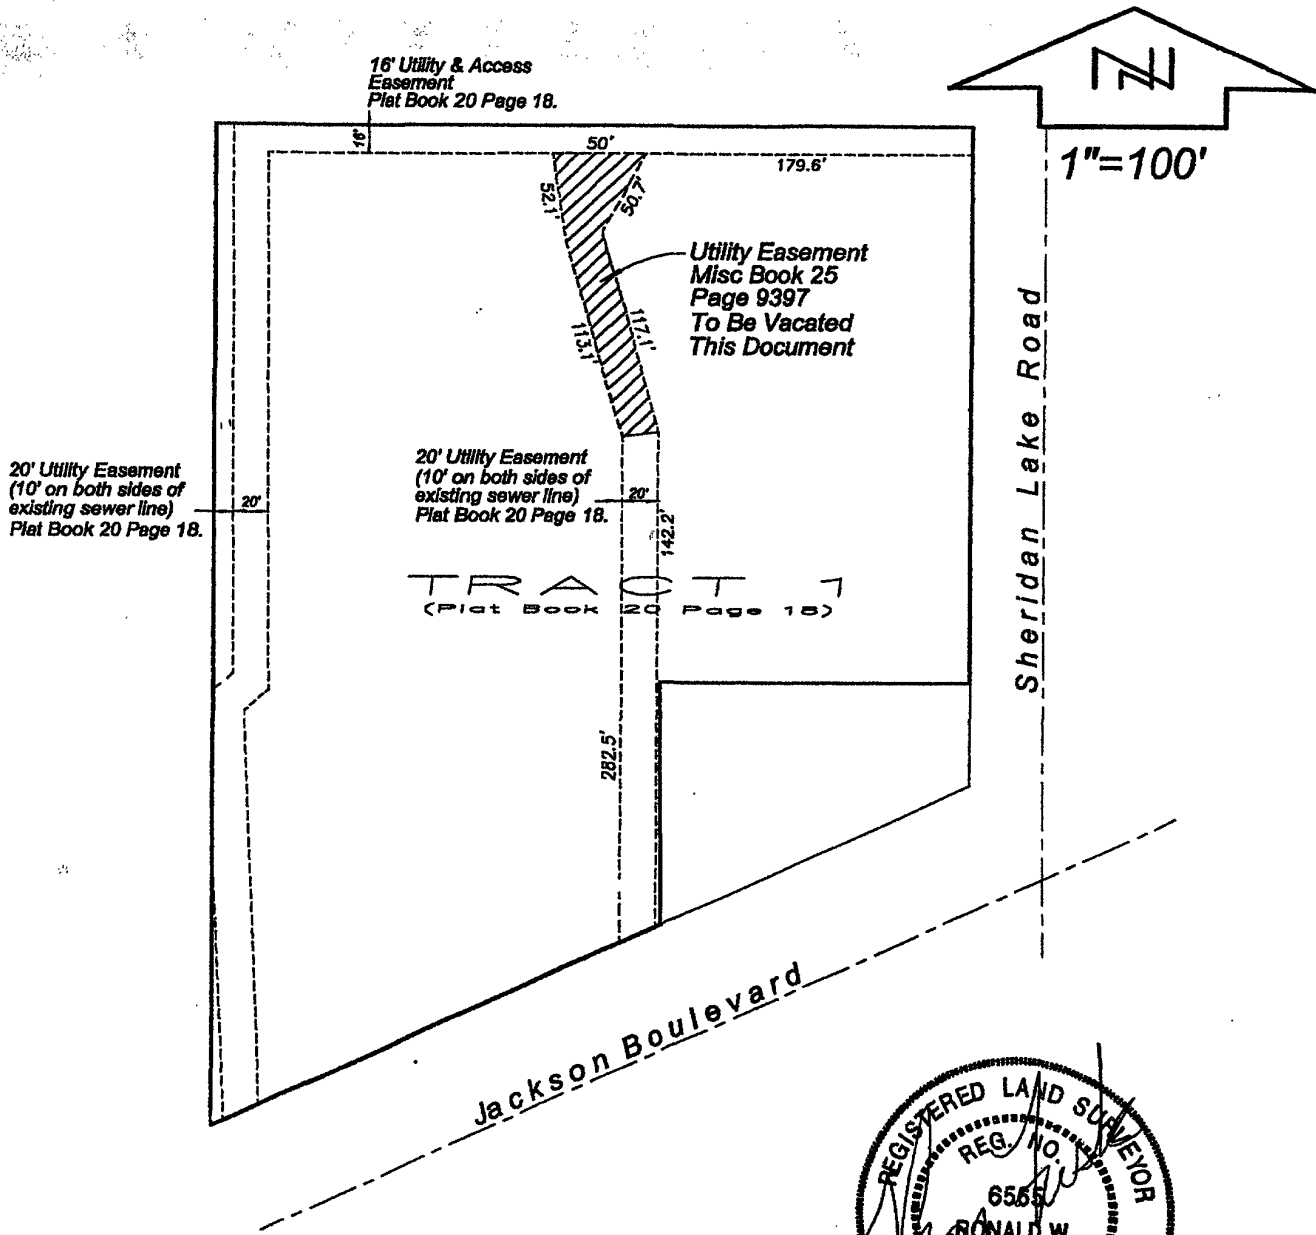 16' Utility & Access
Easement
Plat Book 20 Page 18.
N
1"=100'
16'
50'
179.6'
52.1'
50.7'
Utility Easement
Misc Book 25
Page 9397
To Be Vacated
This Document
113.1'
117.1'
Sheridan Lake Road
20' Utility Easement
(10' on both sides of
existing sewer line)
Plat Book 20 Page 18.
20'
20' Utility Easement
(10' on both sides of
existing sewer line)
Plat Book 20 Page 18.
20'
142.2'
TRACT 1
(Plat Book 20 Page 18)
282.5'
Jackson Boulevard
REGISTERED LAND SURVEYOR
REG. NO.
6565
RONALD W.